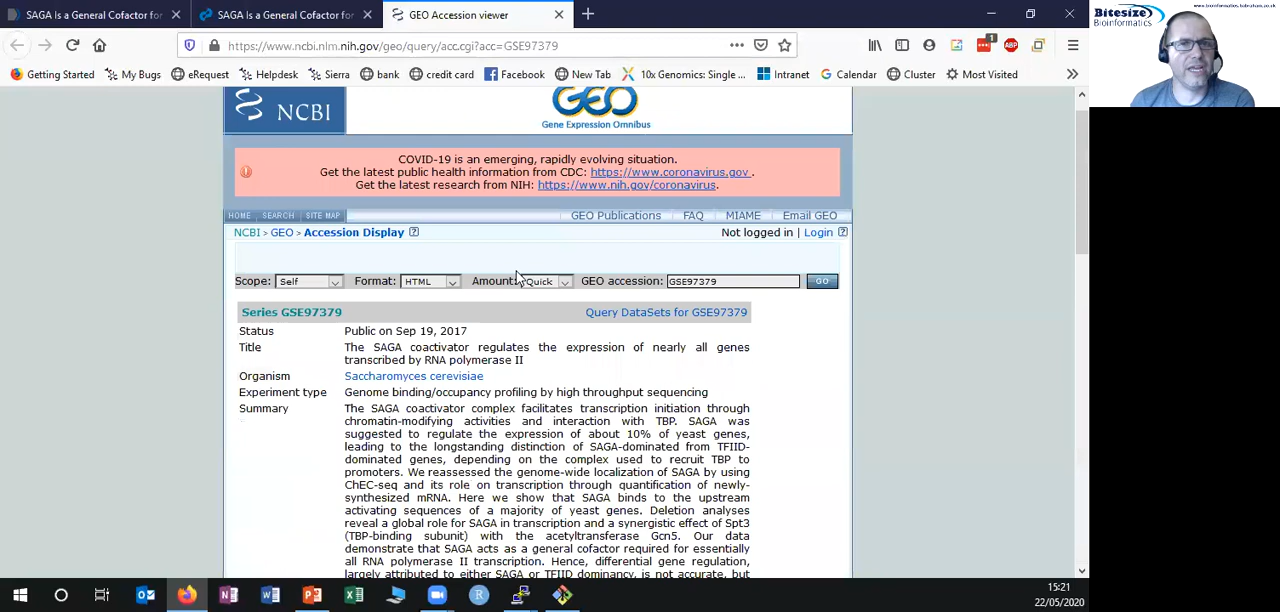 SAGA Is a General Cofactor for
SAGA Is a General Cofactor for
GEO Accession viewer
https://www.ncbi.nlm.nih.gov/geo/query/acc.cgi?acc=GSE97379
1
ABP
Getting Started
My Bugs
eRequest
Helpdesk
Sierra
bank
credit card
Facebook
New Tab
10x Genomics: Single ...
Intranet
Calendar
Cluster
Most Visited
Bitesize
Bioinformatics
NCBI
GEO
Gene Expression Omnibus
COVID-19 is an emerging, rapidly evolving situation.
Get the latest public health information from CDC: https://www.coronavirus.gov .
Get the latest research from NIH: https://www.nih.gov/coronavirus.
HOME SEARCH SITE MAP GEO Publications FAQ MIAME Email GEO
NCBI > GEO > Accession Display ? Not logged in | Login ?
Scope: Self Format: HTML Amount: Quick GEO accession: GSE97379 GO
Series GSE97379 Query DataSets for GSE97379
Status Public on Sep 19, 2017
Title The SAGA coactivator regulates the expression of nearly all genes
transcribed by RNA polymerase II
Organism Saccharomyces cerevisiae
Experiment type Genome binding/occupancy profiling by high throughput sequencing
Summary The SAGA coactivator complex facilitates transcription initiation through
chromatin-modifying activities and interaction with TBP. SAGA was
suggested to regulate the expression of about 10% of yeast genes,
leading to the longstanding distinction of SAGA-dominated from TFIID-
dominated genes, depending on the complex used to recruit TBP to
promoters. We reassessed the genome-wide localization of SAGA by using
ChEC-seq and its role on transcription through quantification of newly-
synthesized mRNA. Here we show that SAGA binds to the upstream
activating sequences of a majority of yeast genes. Deletion analyses
reveal a global role for SAGA in transcription and a synergistic effect of Spt3
(TBP-binding subunit) with the acetyltransferase Gcn5. Our data
demonstrate that SAGA acts as a general cofactor required for essentially
all RNA polymerase II transcription. Hence, differential gene regulation,
largely attributed to either SAGA or TFIID dominancy, is not accurate, but
15:21
22/05/2020